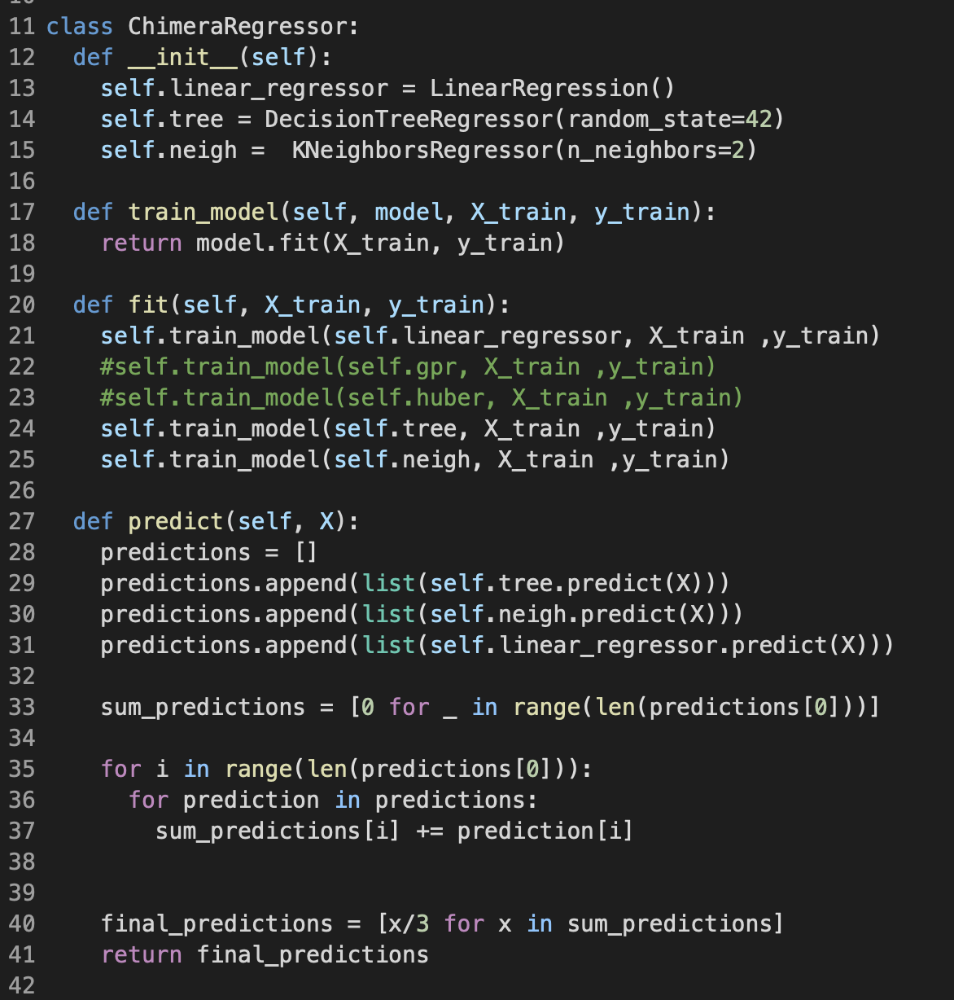 11 class ChimeraRegressor:
12   def __init__(self):
13     self.linear_regressor = LinearRegression()
14     self.tree = DecisionTreeRegressor(random_state=42)
15     self.neigh =  KNeighborsRegressor(n_neighbors=2)
16
17   def train_model(self, model, X_train, y_train):
18     return model.fit(X_train, y_train)
19
20   def fit(self, X_train, y_train):
21     self.train_model(self.linear_regressor, X_train ,y_train)
22     #self.train_model(self.gpr, X_train ,y_train)
23     #self.train_model(self.huber, X_train ,y_train)
24     self.train_model(self.tree, X_train ,y_train)
25     self.train_model(self.neigh, X_train ,y_train)
26
27   def predict(self, X):
28     predictions = []
29     predictions.append(list(self.tree.predict(X)))
30     predictions.append(list(self.neigh.predict(X)))
31     predictions.append(list(self.linear_regressor.predict(X)))
32
33     sum_predictions = [0 for _ in range(len(predictions[0]))]
34
35     for i in range(len(predictions[0])):
36       for prediction in predictions:
37         sum_predictions[i] += prediction[i]
38
39
40     final_predictions = [x/3 for x in sum_predictions]
41     return final_predictions
42